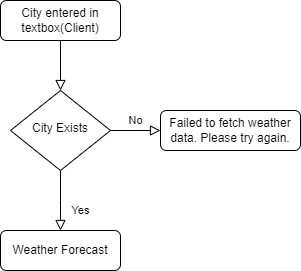 City entered in
textbox(Client)
City Exists
No
Failed to fetch weather
data. Please try again.
Yes
Weather Forecast